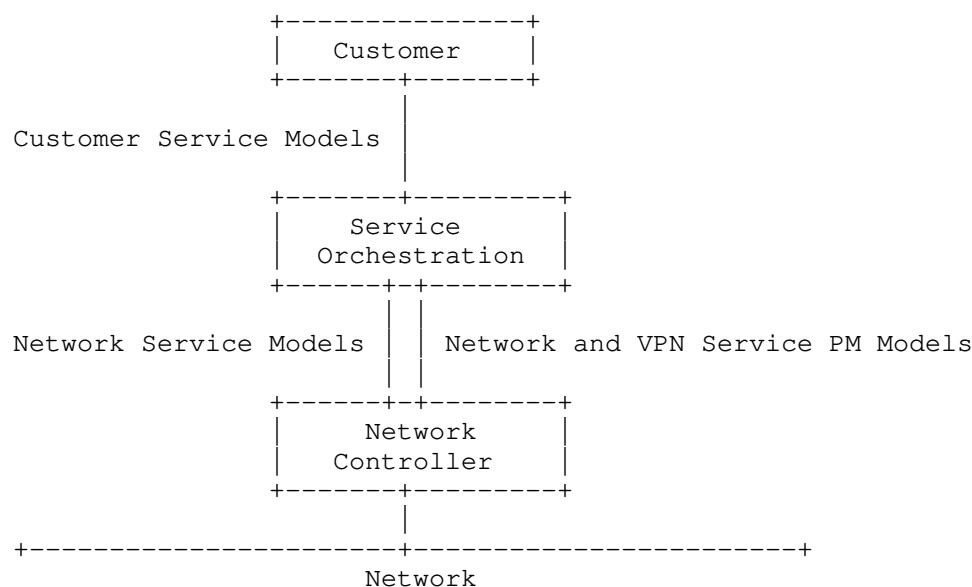 Customer
Customer Service Models
Service
Orchestration
Network Service Models
Network and VPN Service PM Models
Network
Controller
Network